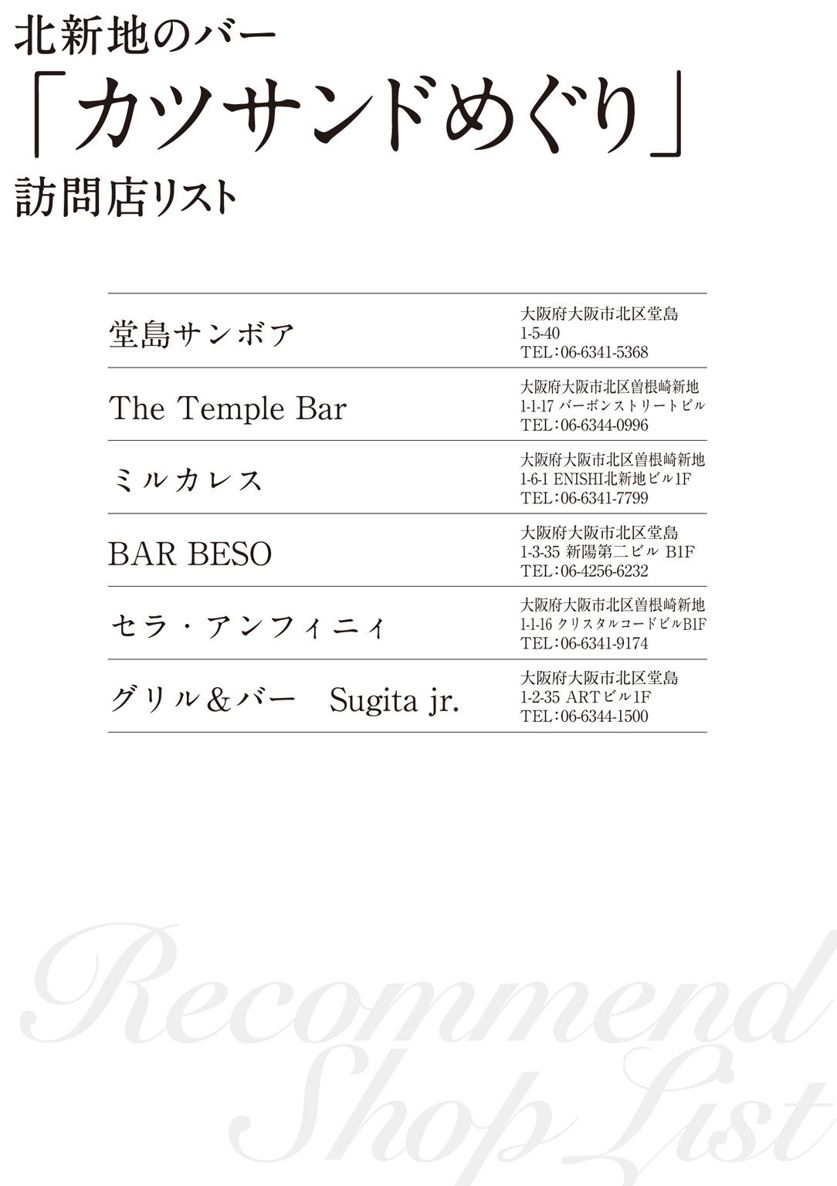 北新地のバー
「カツサンドめぐり」
訪問店リスト
堂島サンボア
大阪府大阪市北区堂島
1-5-40
TEL：06-6341-5368
The Temple Bar
大阪府大阪市北区曽根崎新地
1-1-17 バーボンストリートビル
TEL：06-6344-0996
ミルカレス
大阪府大阪市北区曽根崎新地
1-6-1 ENISHI北新地ビル1F
TEL：06-6341-7799
BAR BESO
大阪府大阪市北区堂島
1-3-35 新陽第二ビル B1F
TEL：06-4256-6232
セラ・アンフィニィ
大阪府大阪市北区曽根崎新地
1-1-16 クリスタルコードビルB1F
TEL：06-6341-9174
グリル＆バー　Sugita jr.
大阪府大阪市北区堂島
1-2-35 ARTビル1F
TEL：06-6344-1500
Recommend
Shop List